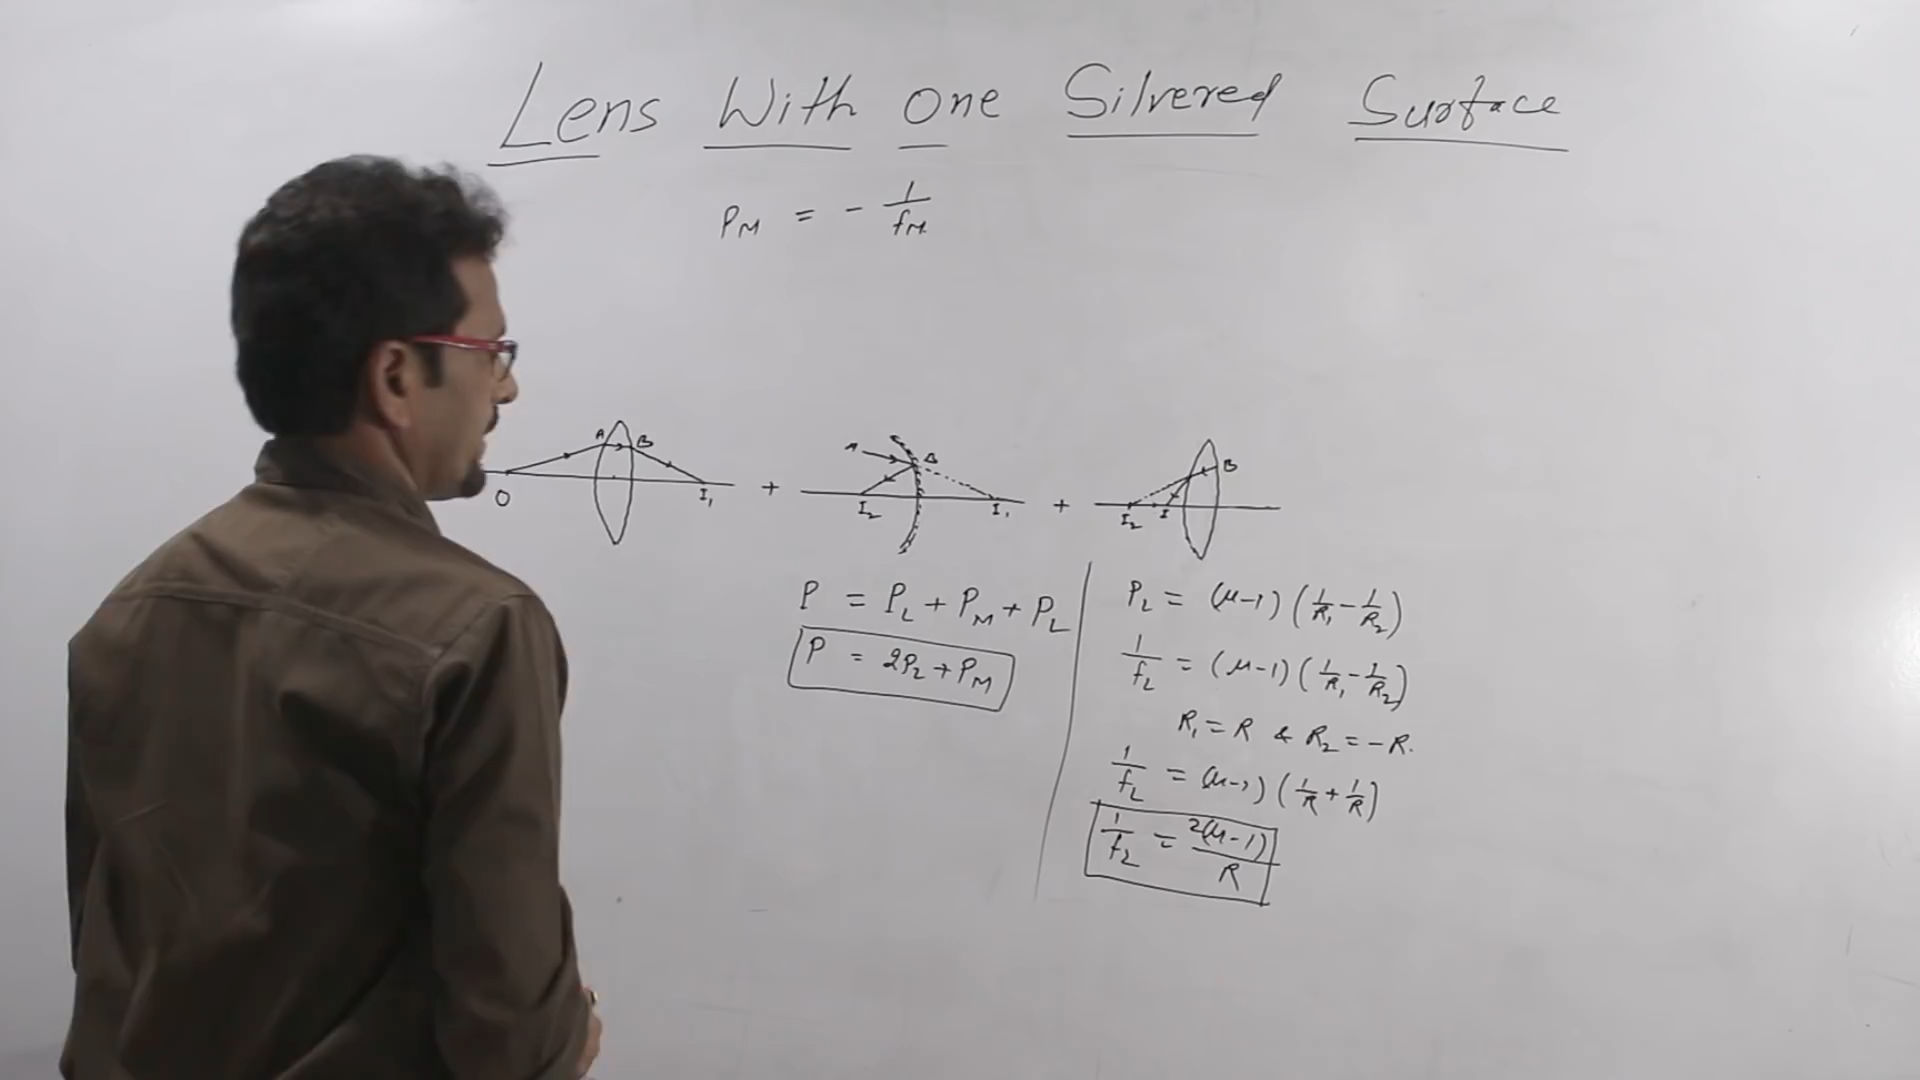 Lens With One Silvered Surface
P_M = - 1/f_M.
A B O I₁ +
A B I₂ I₁ +
B I₂ I
P = P_L + P_M + P_L
P = 2P_L + P_M
P_L = (μ-1) (1/R₁ - 1/R₂)
1/f_L = (μ-1) (1/R₁ - 1/R₂)
R₁ = R & R₂ = -R.
1/f_L = (μ-1) (1/R + 1/R)
1/f_L = 2(μ-1)/R